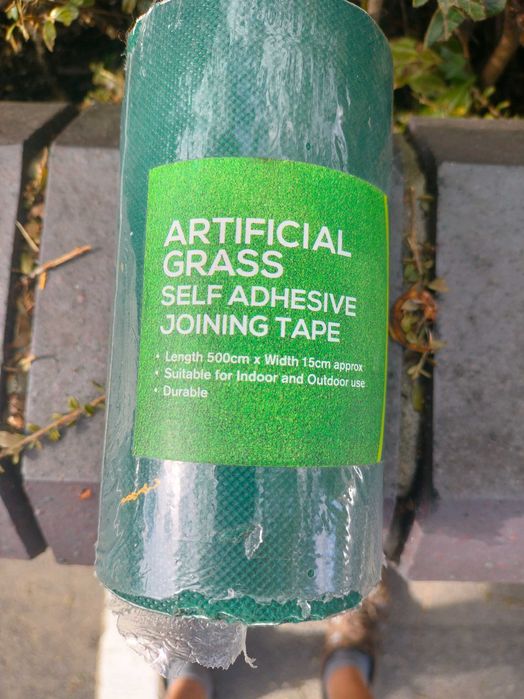 ARTIFICIAL
GRASS
SELF ADHESIVE
JOINING TAPE
• Length 500cm x Width 15cm approx
• Suitable for Indoor and Outdoor use
• Durable